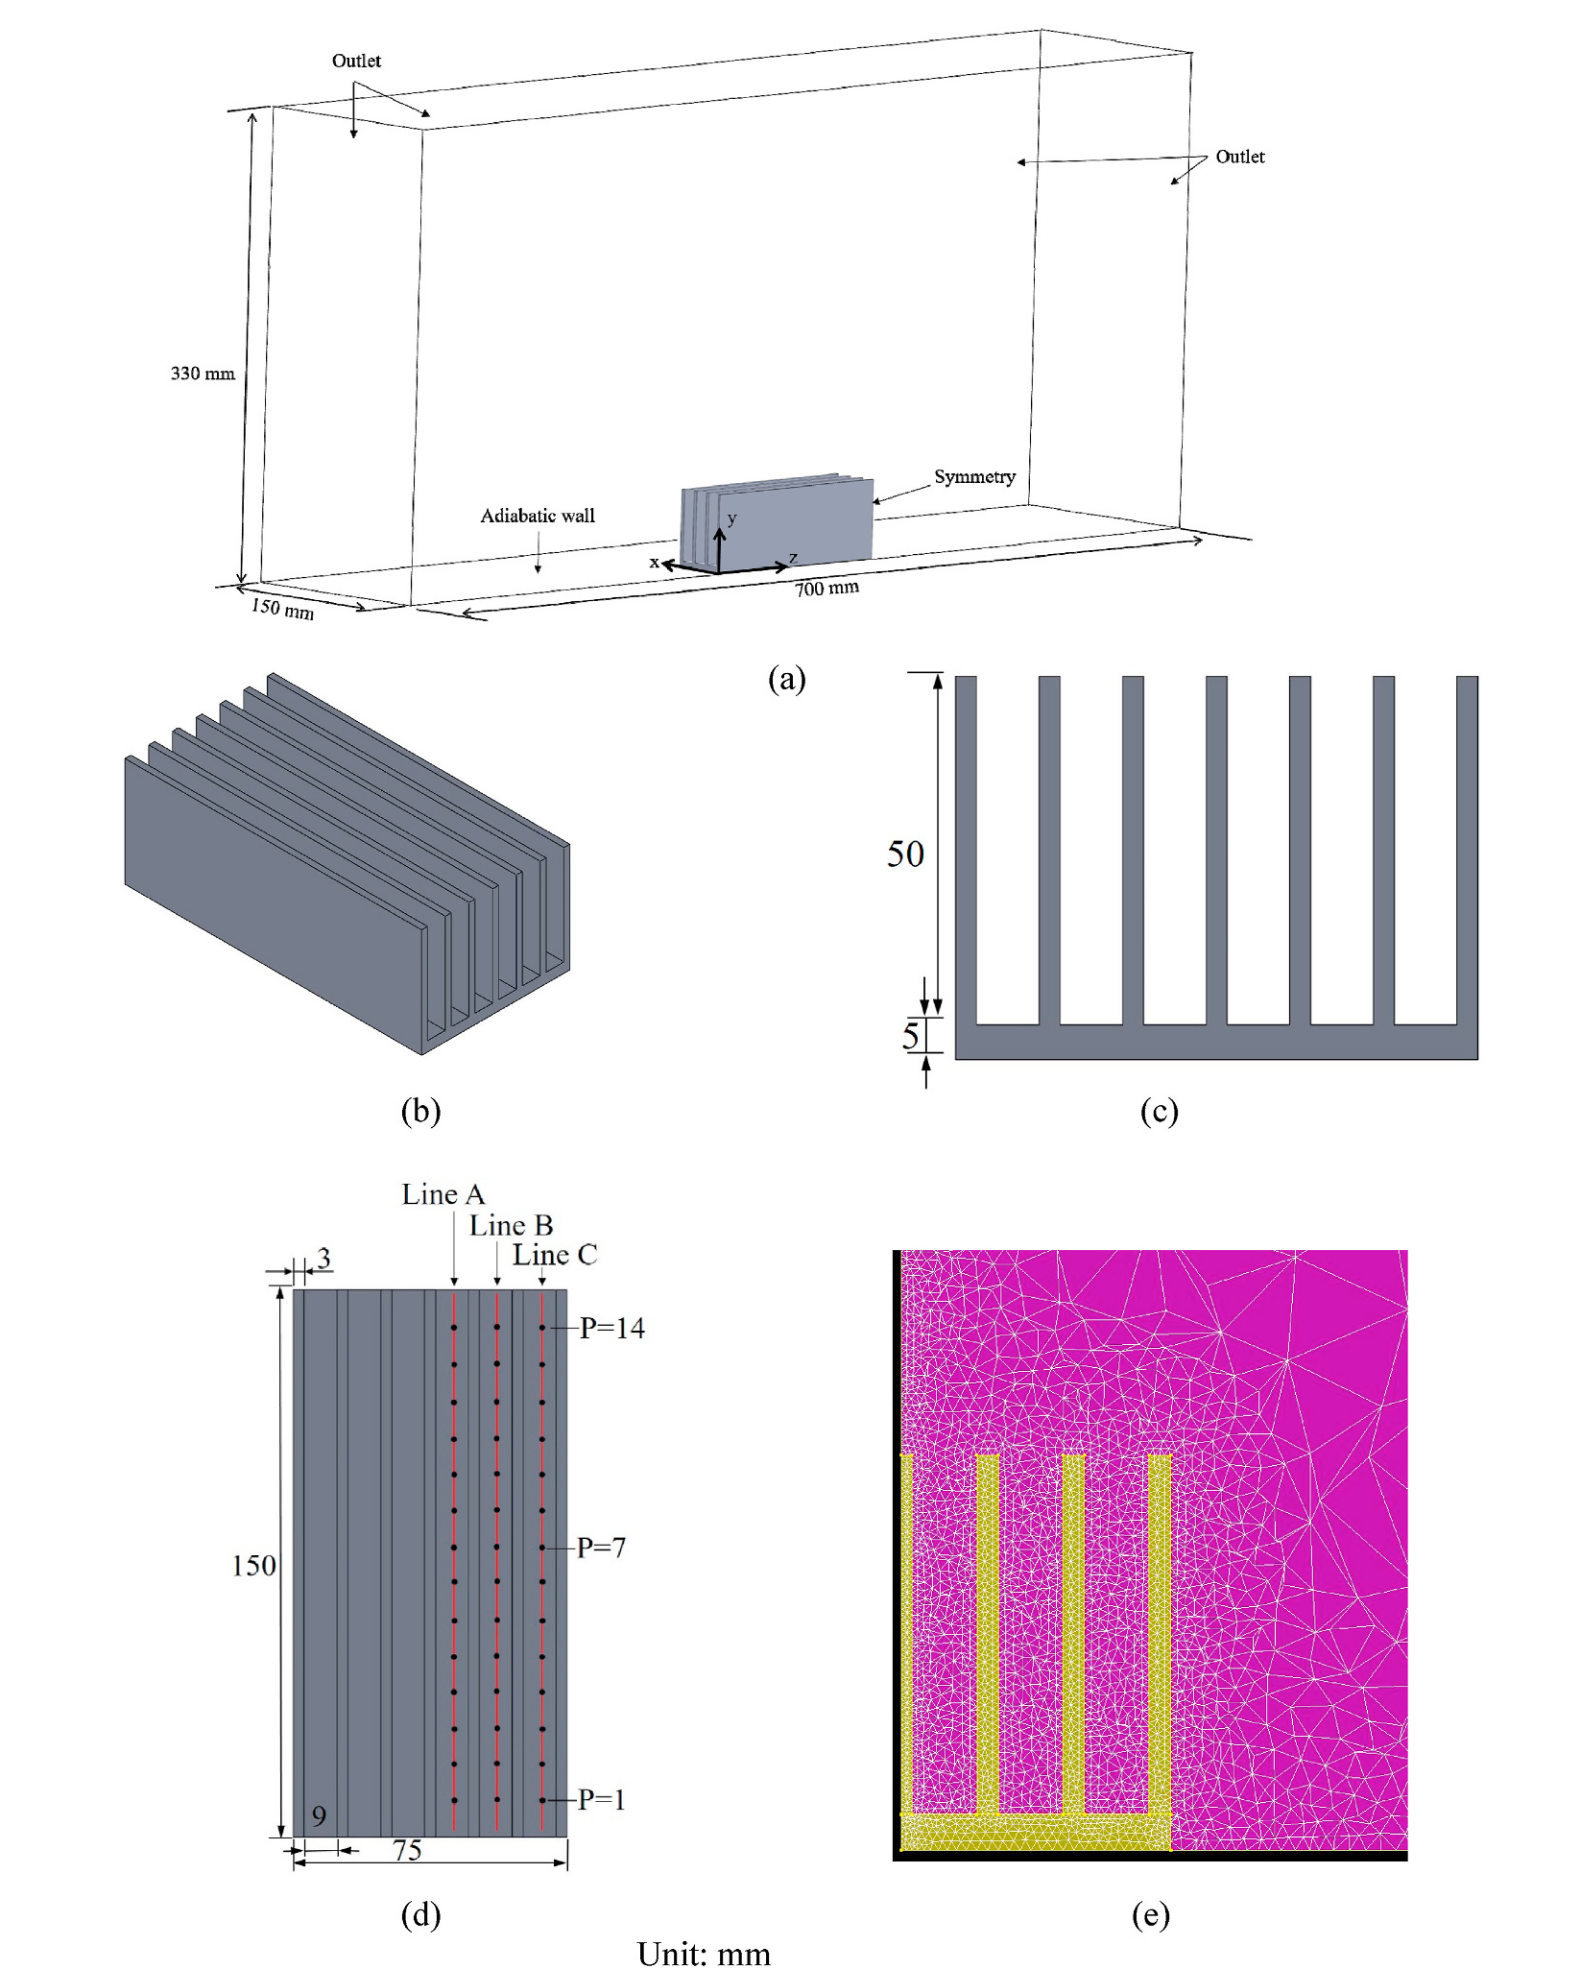 Outlet
Outlet
330 mm
Symmetry
Adiabatic wall
y
x
z
150 mm
700 mm
(a)
50
5
(b)
(c)
Line A
Line B
Line C
3
P=14
P=7
150
P=1
9
75
(d)
(e)
Unit: mm